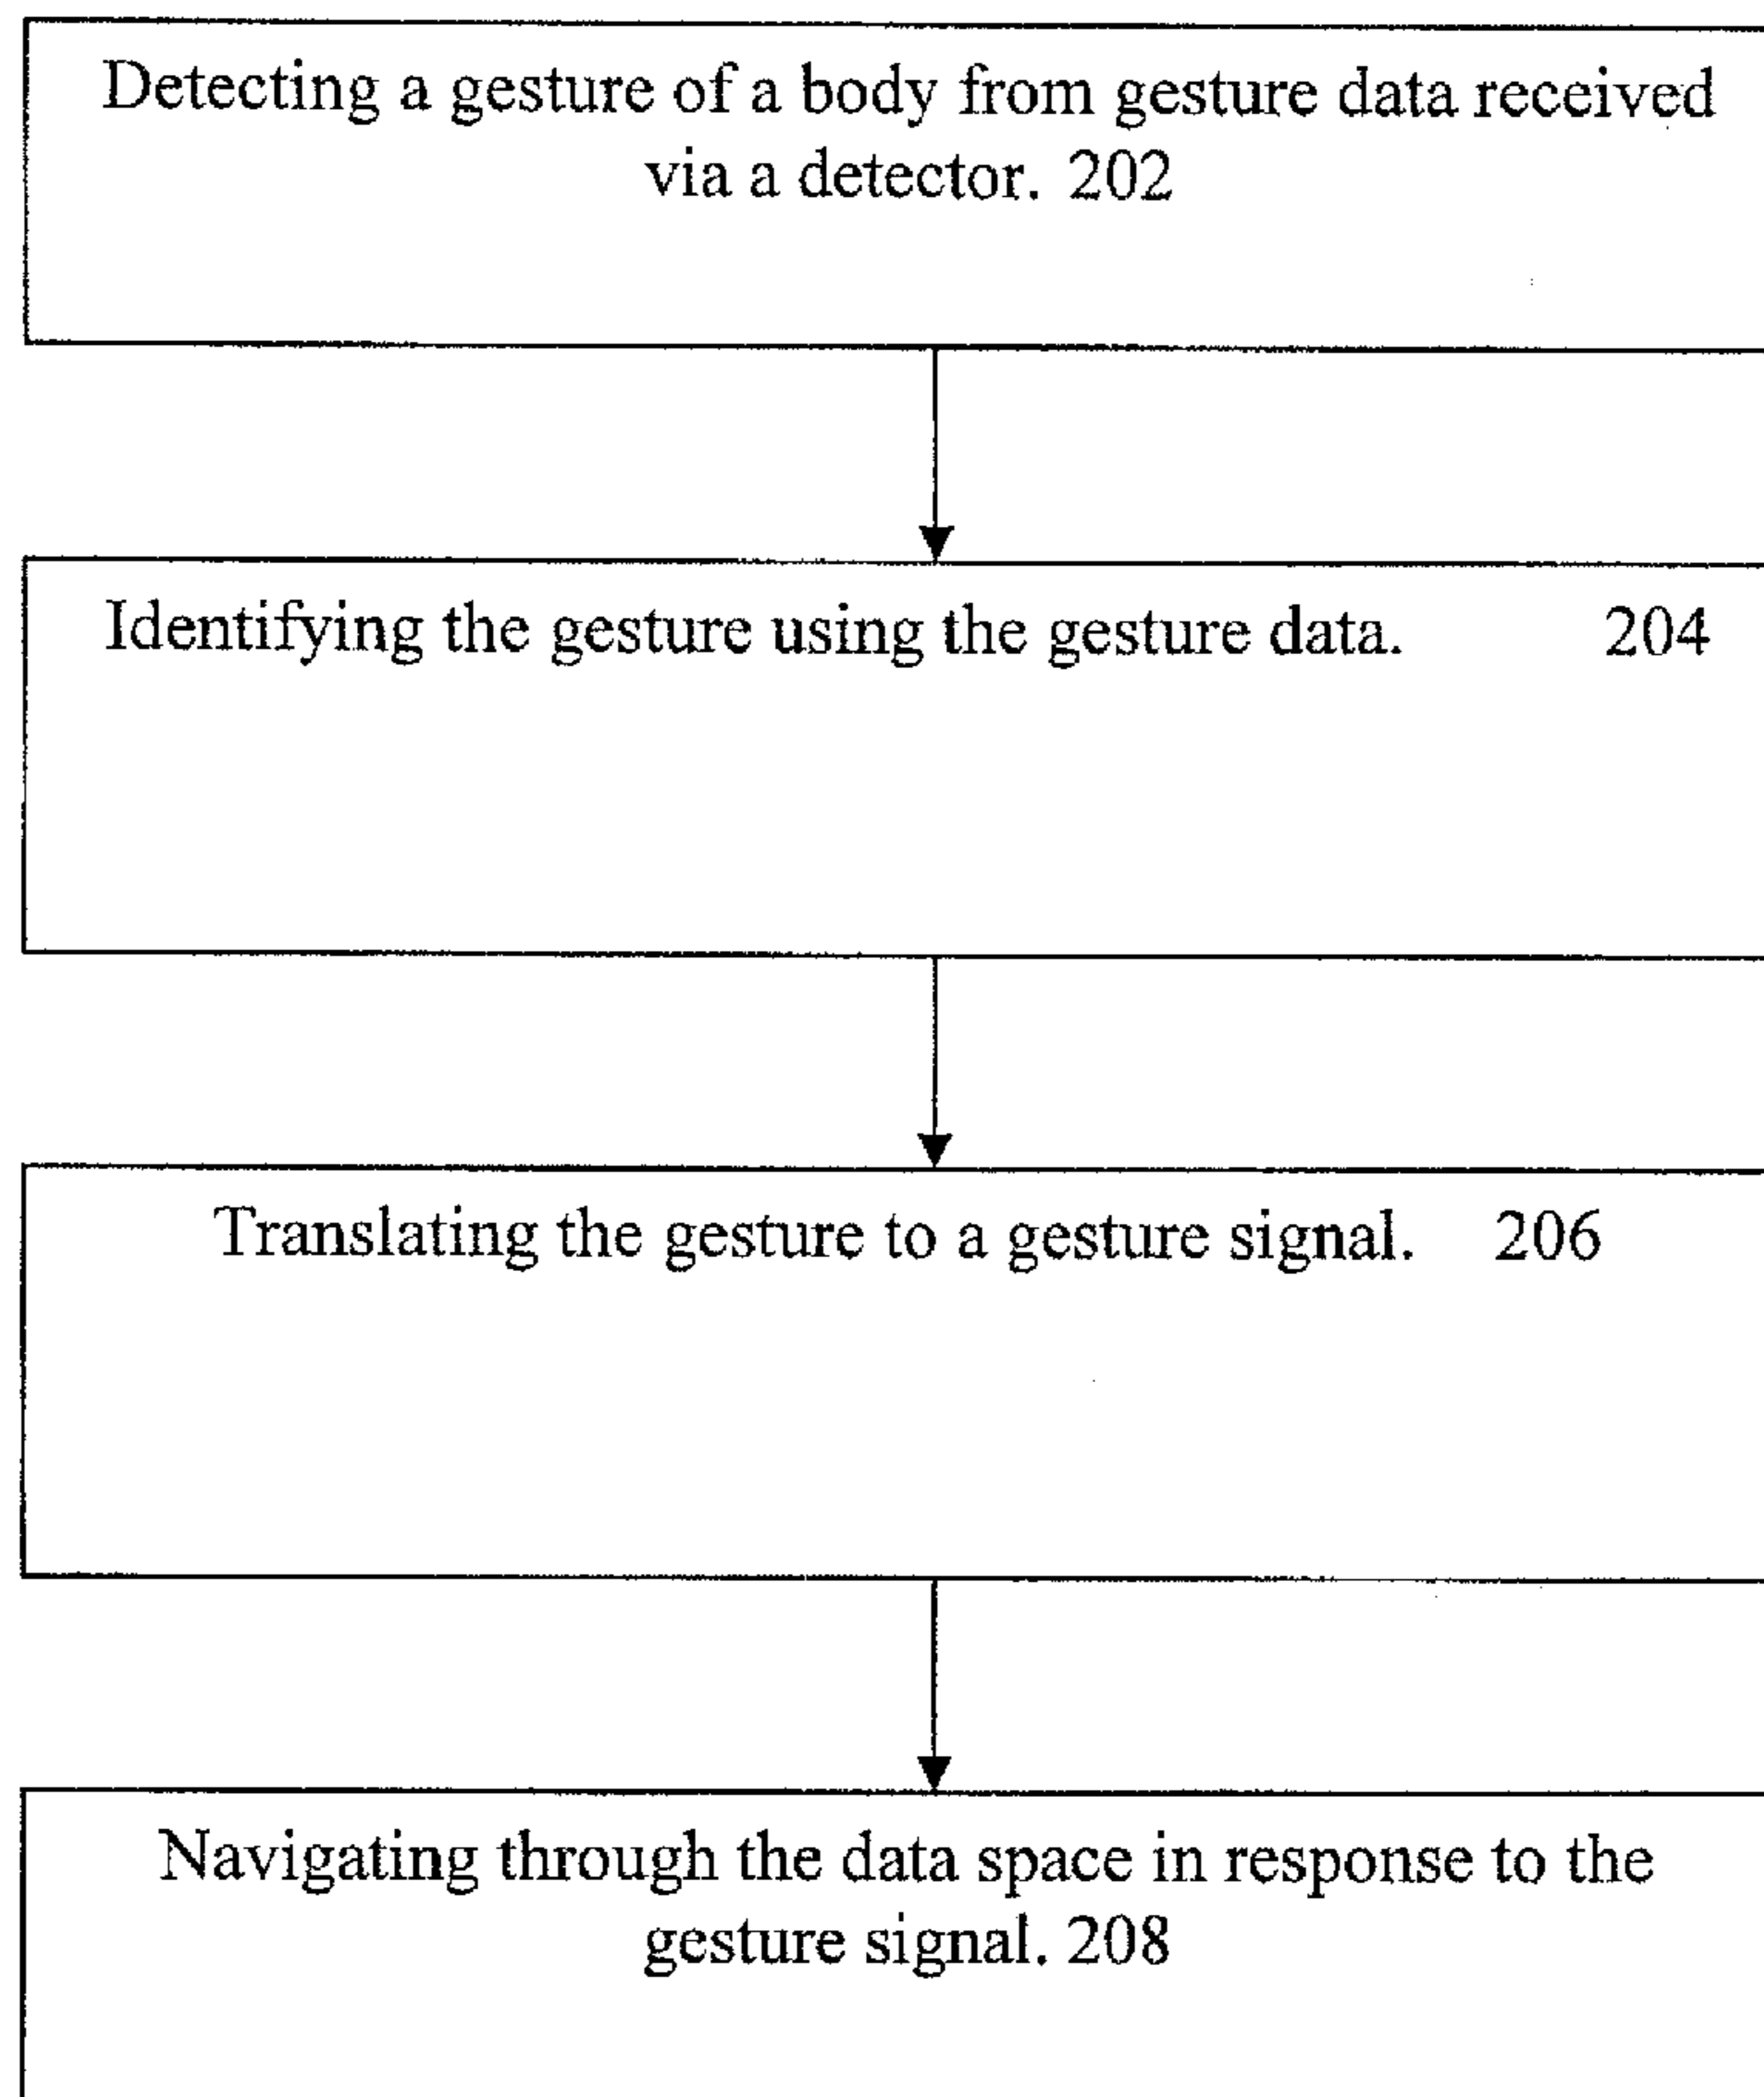 Detecting a gesture of a body from gesture data received
via a detector. 202
Identifying the gesture using the gesture data. 204
Translating the gesture to a gesture signal. 206
Navigating through the data space in response to the
gesture signal. 208